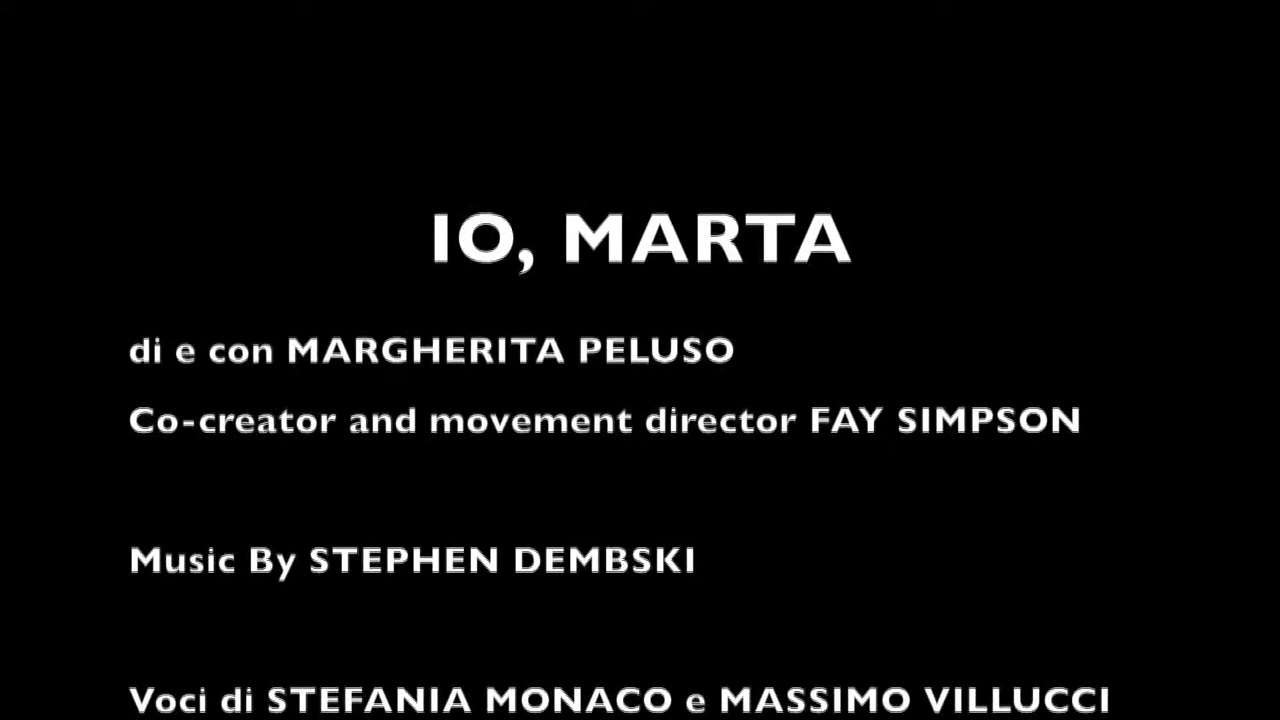 IO, MARTA
di e con MARGHERITA PELUSO
Co-creator and movement director FAY SIMPSON
Music By STEPHEN DEMBSKI
Voci di STEFANIA MONACO e MASSIMO VILLUCCI